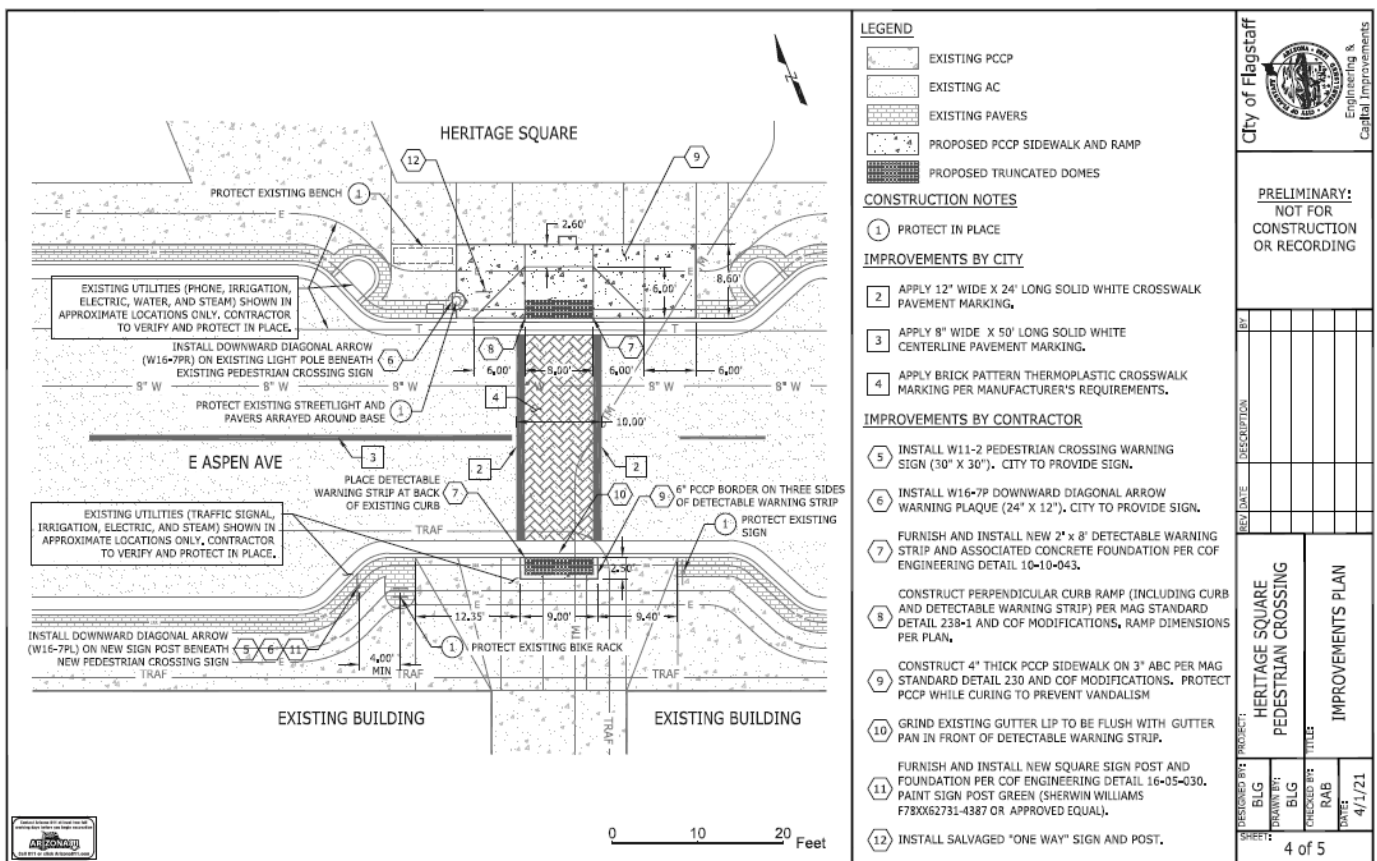 HERITAGE SQUARE
12
9
PROTECT EXISTING BENCH
1
2.60'
E
E
E
8.60'
6.00'
EXISTING UTILITIES (PHONE, IRRIGATION,
ELECTRIC, WATER, AND STEAM) SHOWN IN
APPROXIMATE LOCATIONS ONLY. CONTRACTOR
TO VERIFY AND PROTECT IN PLACE.
T
T
INSTALL DOWNWARD DIAGONAL ARROW
(W16-7PR) ON EXISTING LIGHT POLE BENEATH
EXISTING PEDESTRIAN CROSSING SIGN
6
8
7
6.00'
8.00'
6.00'
6.00'
8" W
8" W
8" W
8" W
8" W
4
PROTECT EXISTING STREETLIGHT AND
PAVERS ARRAYED AROUND BASE
1
TM
10.00'
E ASPEN AVE
3
2
2
PLACE DETECTABLE
WARNING STRIP AT BACK
OF EXISTING CURB
7
10
9
6" PCCP BORDER ON THREE SIDES
OF DETECTABLE WARNING STRIP
EXISTING UTILITIES (TRAFFIC SIGNAL,
IRRIGATION, ELECTRIC, AND STEAM) SHOWN IN
APPROXIMATE LOCATIONS ONLY. CONTRACTOR
TO VERIFY AND PROTECT IN PLACE.
TRAF
1
PROTECT EXISTING
SIGN
2.50'
12.35'
9.00'
9.40'
E
E
TM
INSTALL DOWNWARD DIAGONAL ARROW
(W16-7PL) ON NEW SIGN POST BENEATH
NEW PEDESTRIAN CROSSING SIGN
5
6
11
1
PROTECT EXISTING BIKE RACK
4.00'
MIN
TRAF
TRAF
TRAF
TRAF
EXISTING BUILDING
EXISTING BUILDING
ARIZONA811
0
10
20
Feet
LEGEND
EXISTING PCCP
EXISTING AC
EXISTING PAVERS
PROPOSED PCCP SIDEWALK AND RAMP
PROPOSED TRUNCATED DOMES
CONSTRUCTION NOTES
1
PROTECT IN PLACE
IMPROVEMENTS BY CITY
2
APPLY 12" WIDE X 24' LONG SOLID WHITE CROSSWALK
PAVEMENT MARKING.
3
APPLY 8" WIDE X 50' LONG SOLID WHITE
CENTERLINE PAVEMENT MARKING.
4
APPLY BRICK PATTERN THERMOPLASTIC CROSSWALK
MARKING PER MANUFACTURER'S REQUIREMENTS.
IMPROVEMENTS BY CONTRACTOR
5
INSTALL W11-2 PEDESTRIAN CROSSING WARNING
SIGN (30" X 30"). CITY TO PROVIDE SIGN.
6
INSTALL W16-7P DOWNWARD DIAGONAL ARROW
WARNING PLAQUE (24" X 12"). CITY TO PROVIDE SIGN.
7
FURNISH AND INSTALL NEW 2' x 8' DETECTABLE WARNING
STRIP AND ASSOCIATED CONCRETE FOUNDATION PER COF
ENGINEERING DETAIL 10-10-043.
8
CONSTRUCT PERPENDICULAR CURB RAMP (INCLUDING CURB
AND DETECTABLE WARNING STRIP) PER MAG STANDARD
DETAIL 238-1 AND COF MODIFICATIONS. RAMP DIMENSIONS
PER PLAN.
9
CONSTRUCT 4" THICK PCCP SIDEWALK ON 3" ABC PER MAG
STANDARD DETAIL 230 AND COF MODIFICATIONS. PROTECT
PCCP WHILE CURING TO PREVENT VANDALISM
10
GRIND EXISTING GUTTER LIP TO BE FLUSH WITH GUTTER
PAN IN FRONT OF DETECTABLE WARNING STRIP.
11
FURNISH AND INSTALL NEW SQUARE SIGN POST AND
FOUNDATION PER COF ENGINEERING DETAIL 16-05-030.
PAINT SIGN POST GREEN (SHERWIN WILLIAMS
F78XX62731-4387 OR APPROVED EQUAL).
12
INSTALL SALVAGED "ONE WAY" SIGN AND POST.
City of Flagstaff
Engineering &
Capital Improvements
PRELIMINARY:
NOT FOR
CONSTRUCTION
OR RECORDING
BY
DESCRIPTION
DATE
REV
PROJECT:
HERITAGE SQUARE
PEDESTRIAN CROSSING
TITLE:
IMPROVEMENTS PLAN
DESIGNED BY:
BLG
DRAWN BY:
BLG
CHECKED BY:
RAB
DATE:
4/1/21
SHEET:
4 of 5